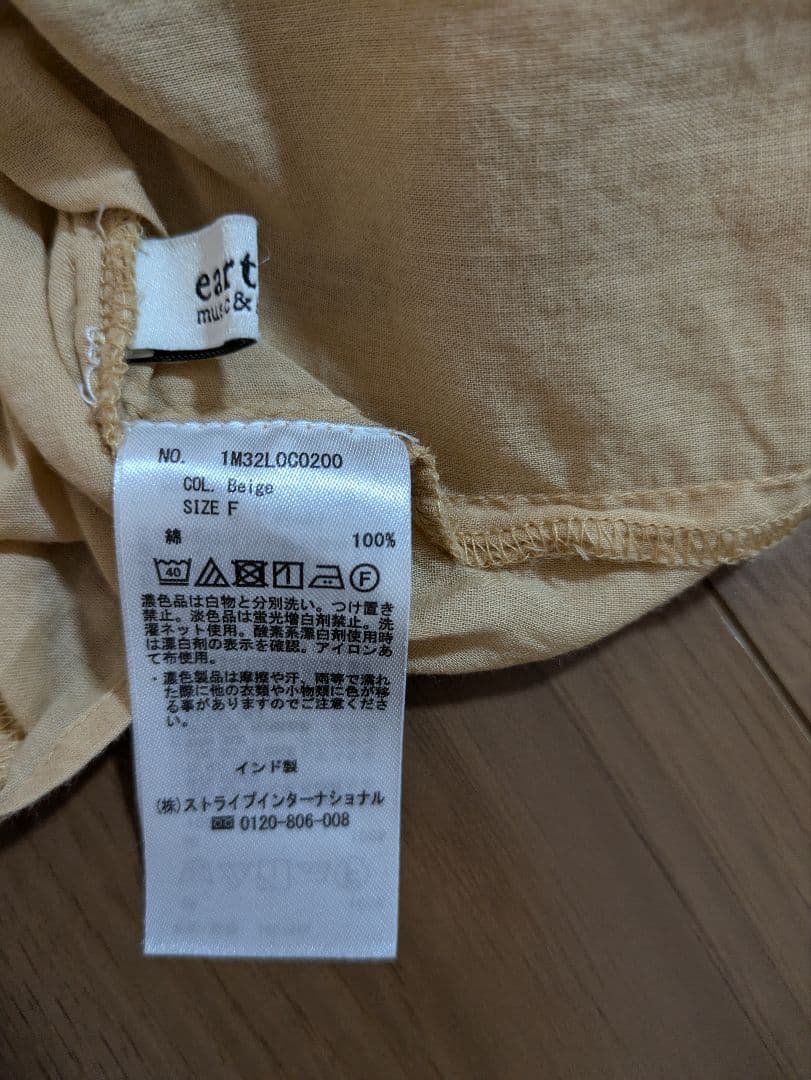 eart
music &
NO. 1M32L0C0200
COL. Beige
SIZE F
綿 100%
40 F
濃色品は白物と分別洗い。つけ置き
禁止。淡色品は蛍光増白剤禁止。洗
濯ネット使用。酸素系漂白剤使用時
は漂白剤の表示を確認。アイロンあ
て布使用。
・濃色製品は摩擦や汗、雨等で濡れ
た際に他の衣類や小物類に色が移
る事がありますのでご注意くださ
い。
インド製
(株)ストライプインターナショナル
0120-806-008